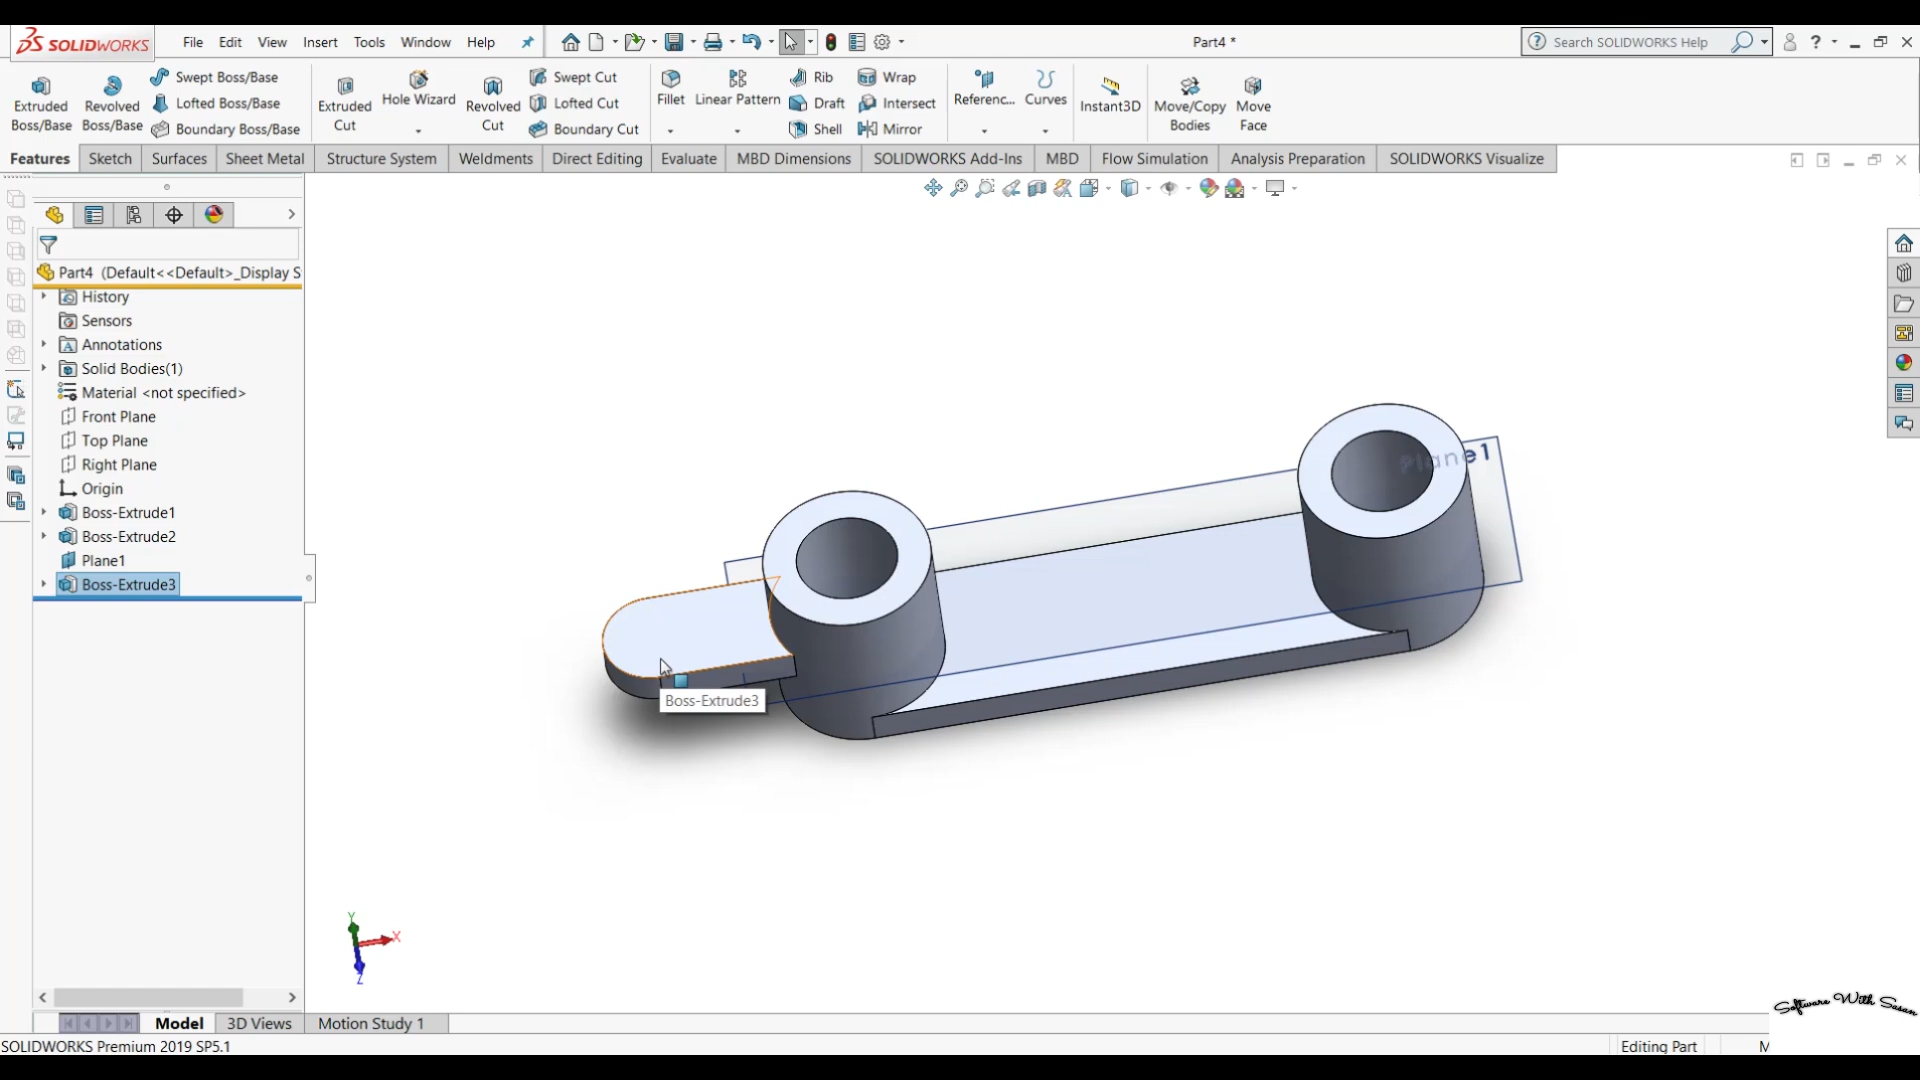 SOLIDWORKS
File Edit View Insert Tools Window Help
Part4 *
Search SOLIDWORKS Help
Extruded Boss/Base
Revolved Boss/Base
Swept Boss/Base
Lofted Boss/Base
Boundary Boss/Base
Extruded Cut
Hole Wizard
Revolved Cut
Swept Cut
Lofted Cut
Boundary Cut
Fillet
Linear Pattern
Rib
Draft
Shell
Wrap
Intersect
Mirror
Referenc...
Curves
Instant3D
Move/Copy Bodies
Move Face
Features Sketch Surfaces Sheet Metal Structure System Weldments Direct Editing Evaluate MBD Dimensions SOLIDWORKS Add-Ins MBD Flow Simulation Analysis Preparation SOLIDWORKS Visualize
Part4 (Default<<Default>_Display S
History
Sensors
Annotations
Solid Bodies(1)
Material <not specified>
Front Plane
Top Plane
Right Plane
Origin
Boss-Extrude1
Boss-Extrude2
Plane1
Boss-Extrude3
Plane1
Boss-Extrude3
Y
X
Z
Software With Sasan
Model 3D Views Motion Study 1
SOLIDWORKS Premium 2019 SP5.1
Editing Part M